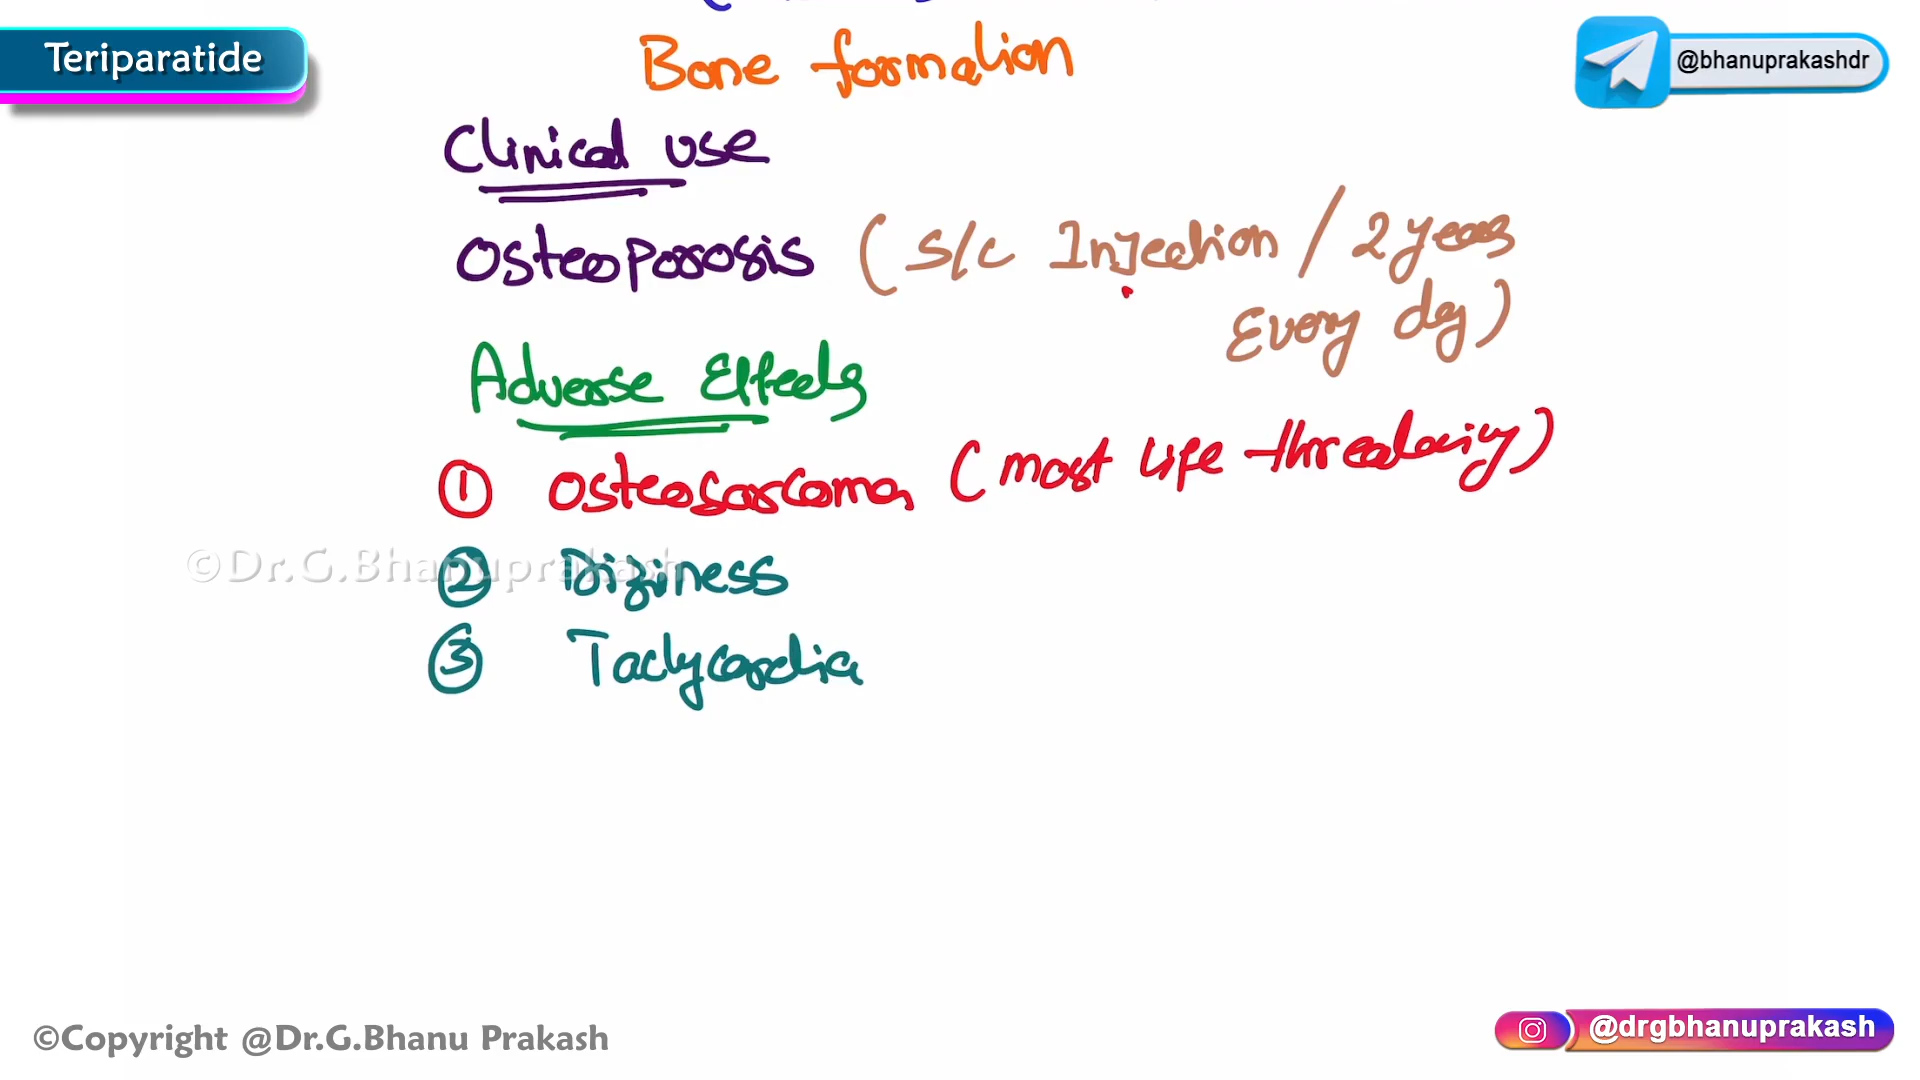 Teriparatide
@bhanuprakashdr
Bone formation
Clinical use
Osteoporosis (S/C Injection / 2 years
Every day)
Adverse Effects
① Osteosarcoma (most life threatening)
©Dr.G.Bhanuprakash
② Diziness
③ Tachycardia
©Copyright @Dr.G.Bhanu Prakash
@drgbhanuprakash